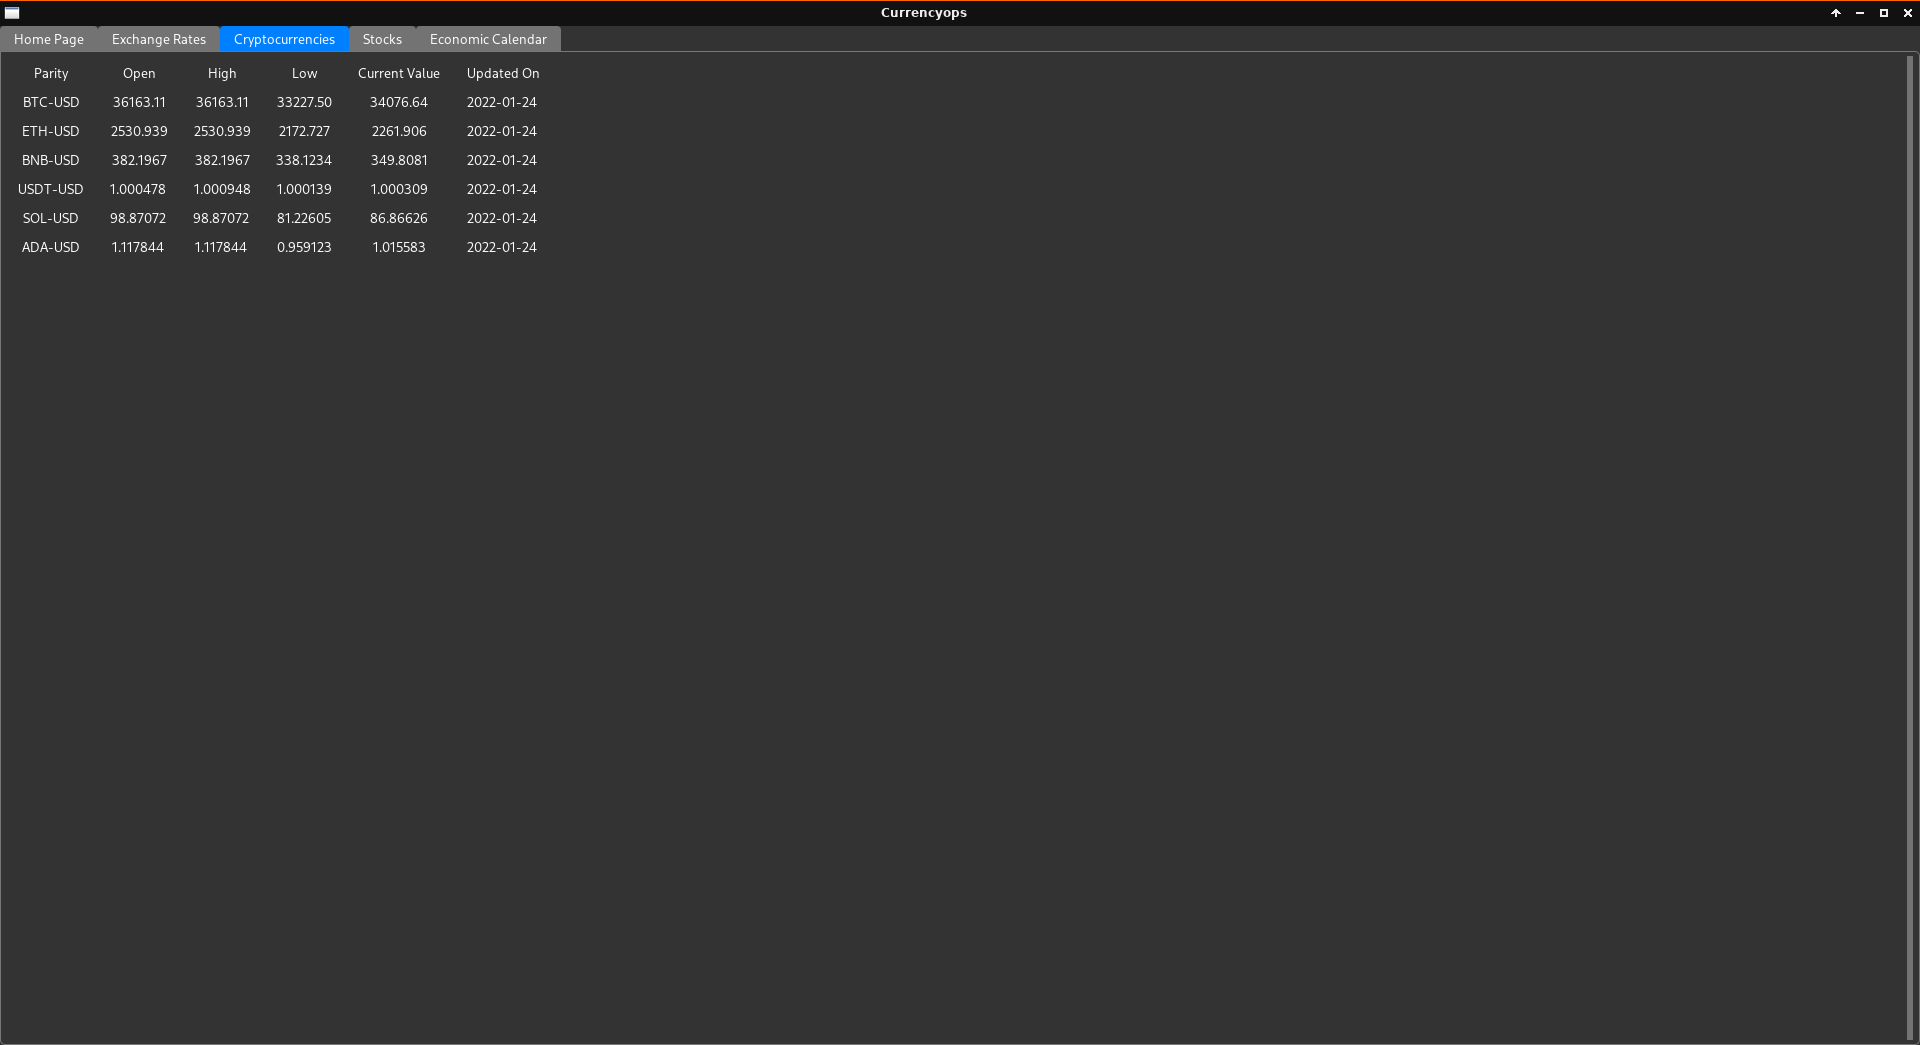 Currencyops
Home Page Exchange Rates Cryptocurrencies Stocks Economic Calendar
Parity Open High Low Current Value Updated On
BTC-USD 36163.11 36163.11 33227.50 34076.64 2022-01-24
ETH-USD 2530.939 2530.939 2172.727 2261.906 2022-01-24
BNB-USD 382.1967 382.1967 338.1234 349.8081 2022-01-24
USDT-USD 1.000478 1.000948 1.000139 1.000309 2022-01-24
SOL-USD 98.87072 98.87072 81.22605 86.86626 2022-01-24
ADA-USD 1.117844 1.117844 0.959123 1.015583 2022-01-24